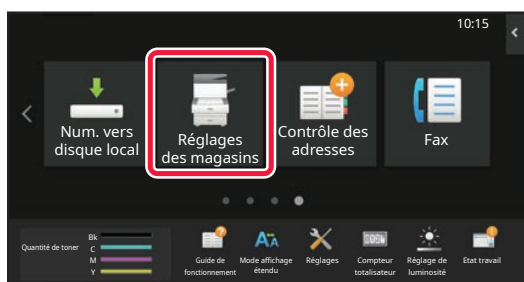 10:15
Num. vers
disque local
Réglages
des magasins
Contrôle des
adresses
Fax
Quantité de toner
Bk
C
M
Y
Guide de
fonctionnement
Mode affichage
étendu
Réglages
Compteur
totalisateur
Réglage de
luminosité
Etat travail